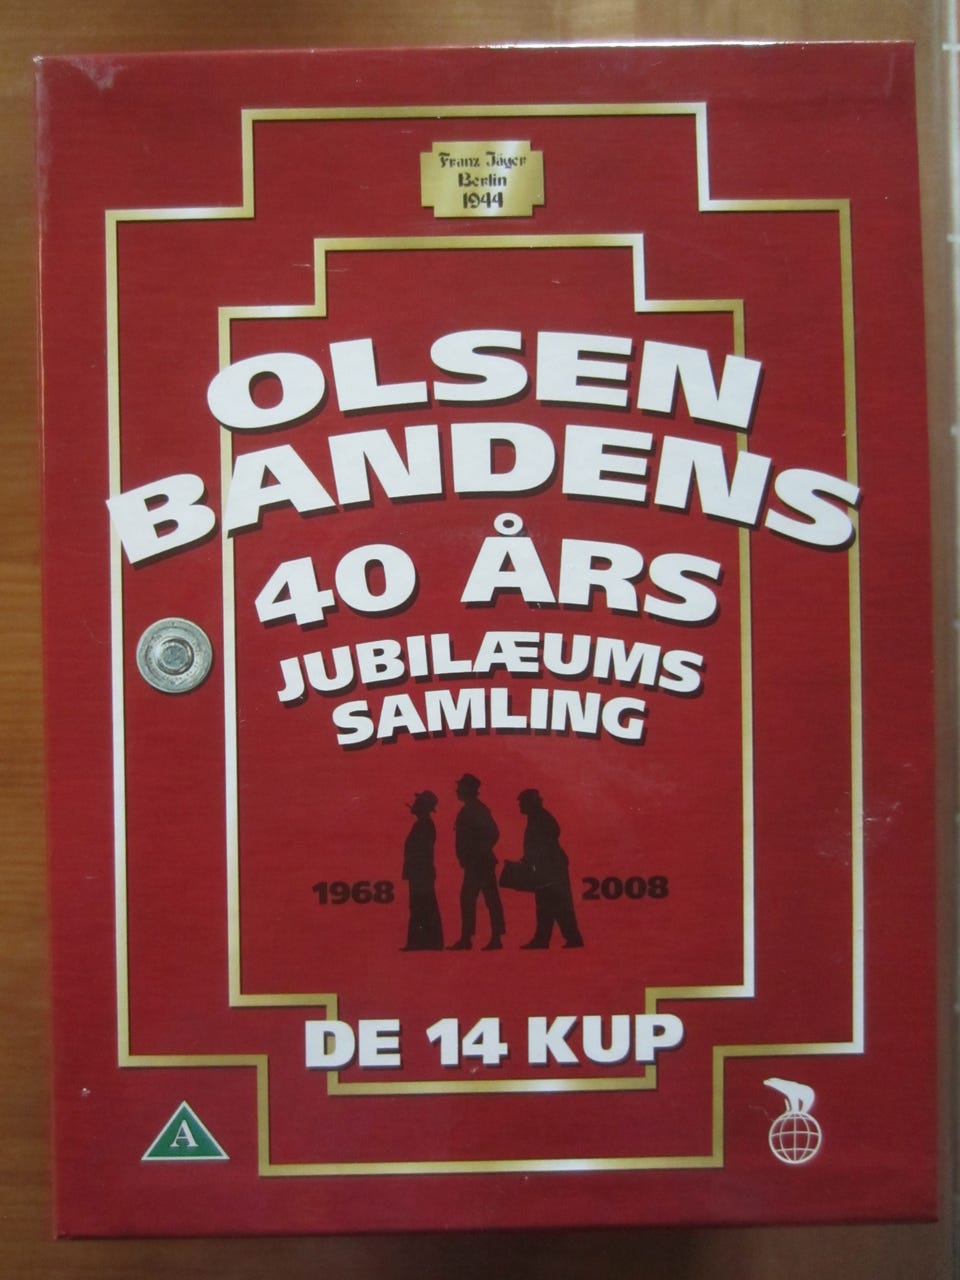 Franz Jäger
Berlin
1944
OLSEN
BANDENS
40 ÅRS
JUBILÆUMS
SAMLING
1968 2008
DE 14 KUP
A